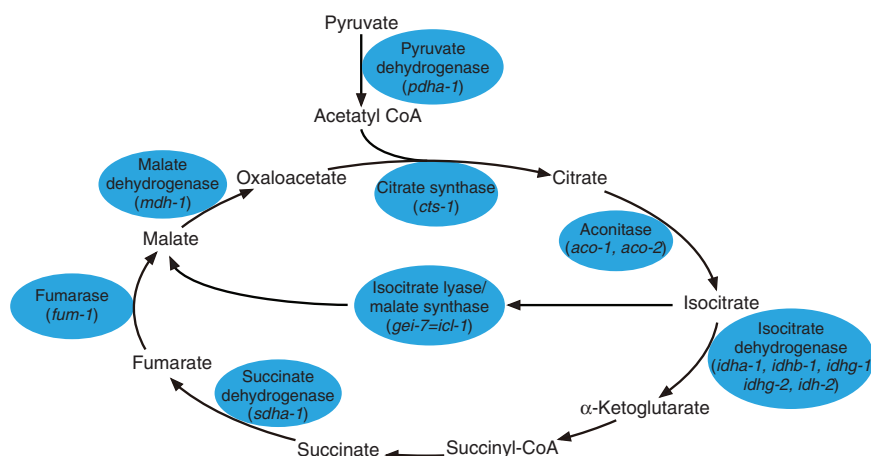 Pyruvate
Pyruvate
dehydrogenase
(pdha-1)
Acetatyl CoA
Malate
dehydrogenase
(mdh-1)
Oxaloacetate
Citrate synthase
(cts-1)
Citrate
Aconitase
(aco-1, aco-2)
Malate
Fumarase
(fum-1)
Isocitrate lyase/
malate synthase
(gei-7=icl-1)
Isocitrate
Isocitrate
dehydrogenase
(idha-1, idhb-1, idhg-1
idhg-2, idh-2)
Fumarate
Succinate
dehydrogenase
(sdha-1)
α-Ketoglutarate
Succinyl-CoA
Succinate